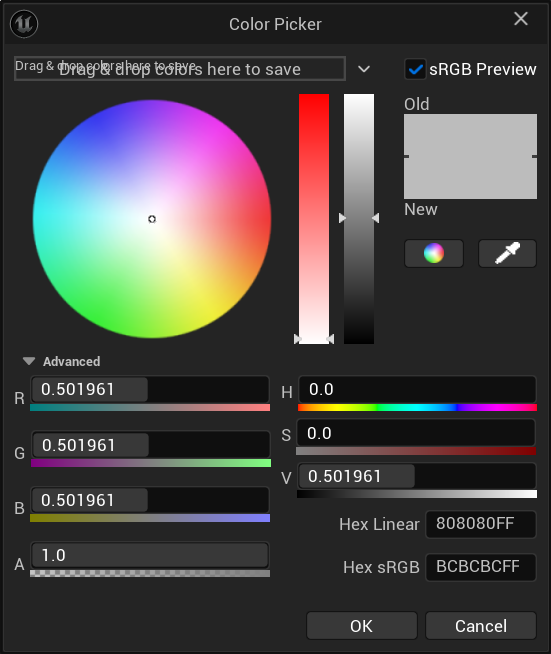 Color Picker
Drag & drop colors here to save
Drag & drop colors here to save
sRGB Preview
Old
New
Advanced
R 0.501961
G 0.501961
B 0.501961
A 1.0
H 0.0
S 0.0
V 0.501961
Hex Linear 808080FF
Hex sRGB BCBCBCFF
OK Cancel